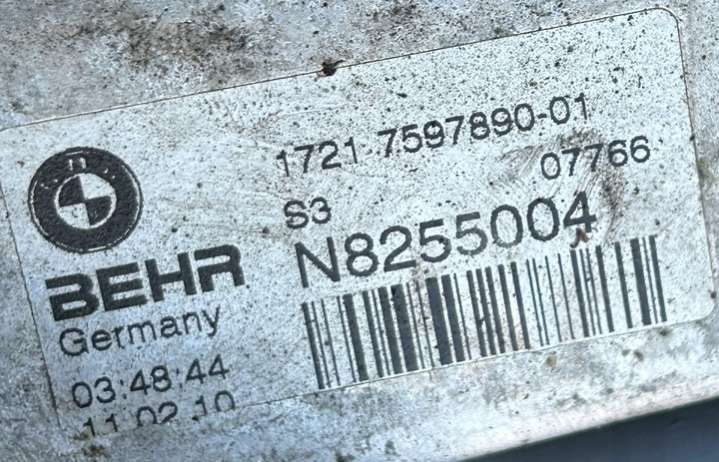 1721 7597890-01
07766
S3
N8255004
BEHR
Germany
03:48:44
11.02.10